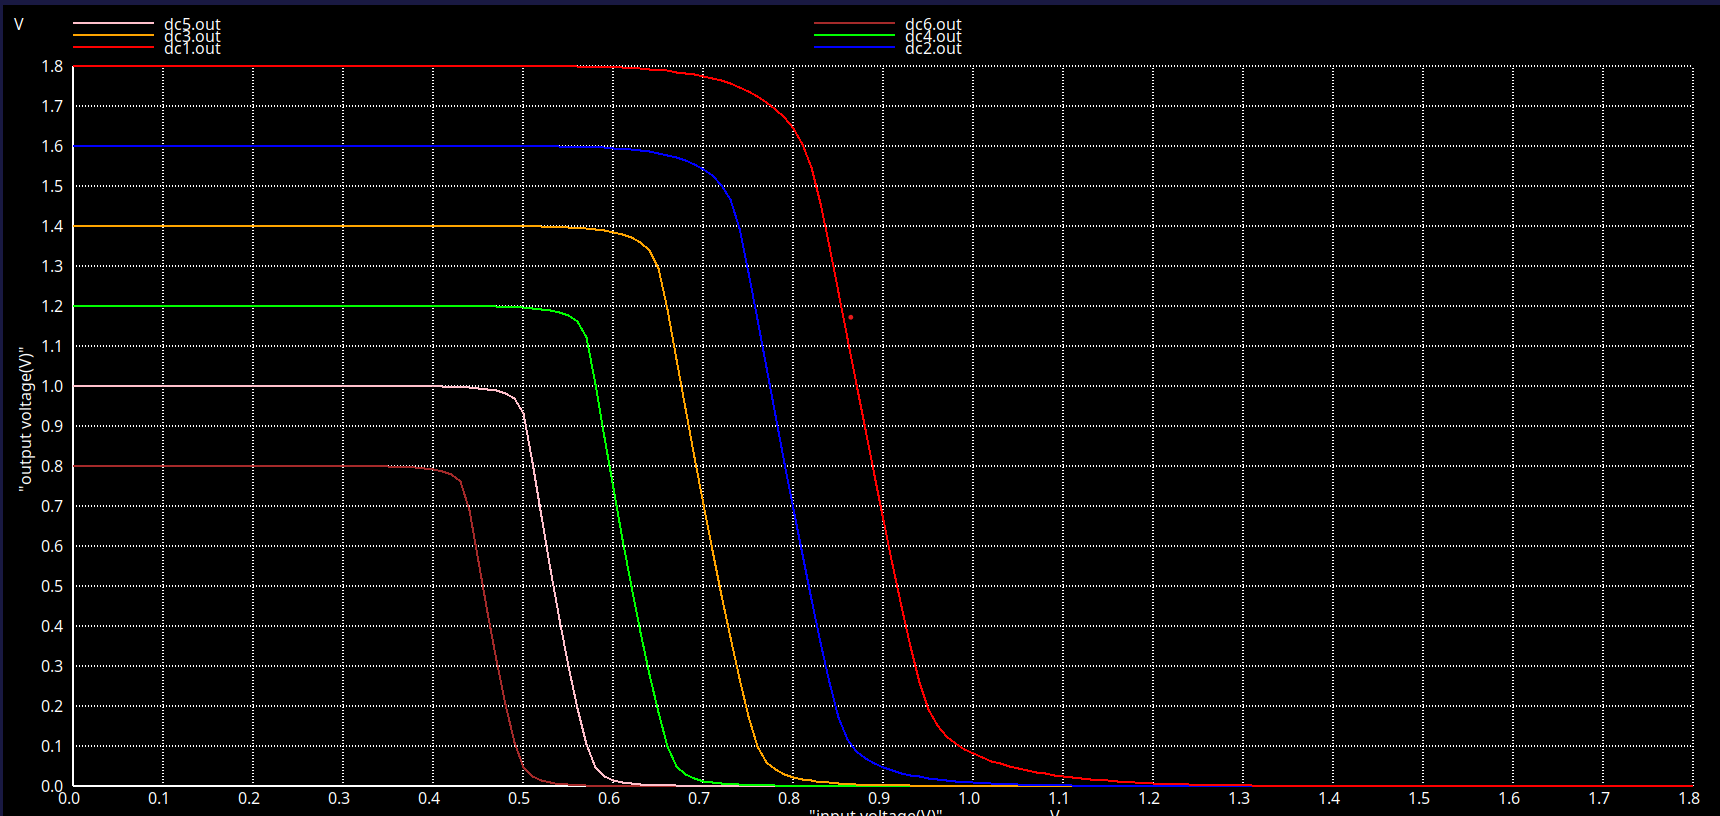 V
dc5.out dc6.out
dc3.out dc4.out
dc1.out dc2.out
1.8
1.7
1.6
1.5
1.4
1.3
1.2
1.1
1.0
0.9
0.8
0.7
0.6
0.5
0.4
0.3
0.2
0.1
0.0
"output voltage(V)"
0.0 0.1 0.2 0.3 0.4 0.5 0.6 0.7 0.8 0.9 1.0 1.1 1.2 1.3 1.4 1.5 1.6 1.7 1.8
"input voltage(V)" V